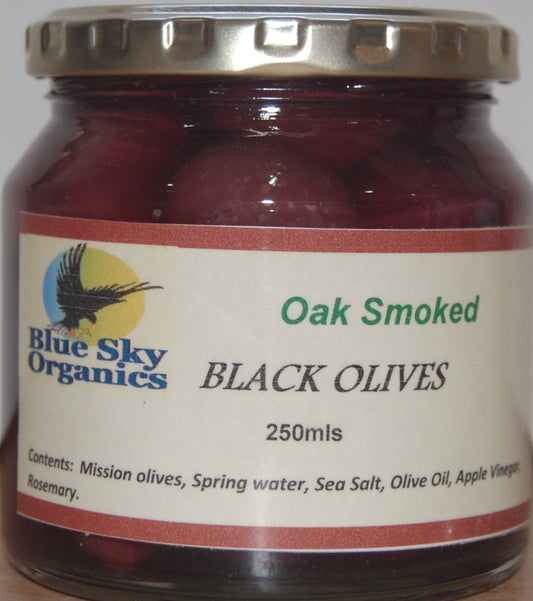 Blue Sky
Organics
Oak Smoked
BLACK OLIVES
250mls
Contents: Mission olives, Spring water, Sea Salt, Olive Oil, Apple Vinegar,
Rosemary.